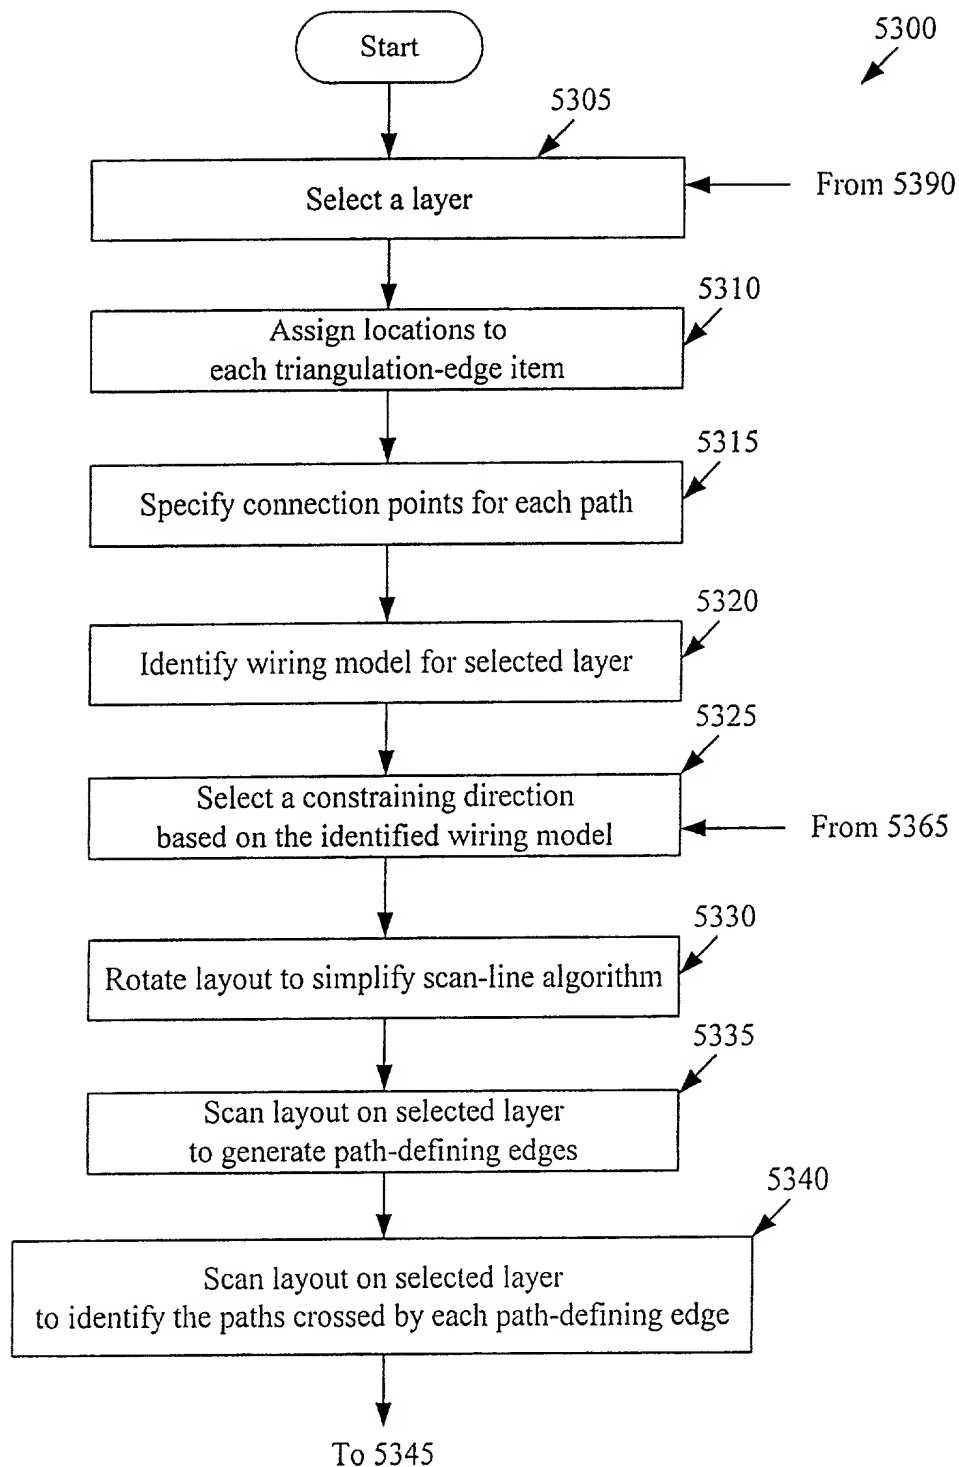 Start
5300
5305
Select a layer
From 5390
5310
Assign locations to
each triangulation-edge item
5315
Specify connection points for each path
5320
Identify wiring model for selected layer
5325
Select a constraining direction
based on the identified wiring model
From 5365
5330
Rotate layout to simplify scan-line algorithm
5335
Scan layout on selected layer
to generate path-defining edges
5340
Scan layout on selected layer
to identify the paths crossed by each path-defining edge
To 5345